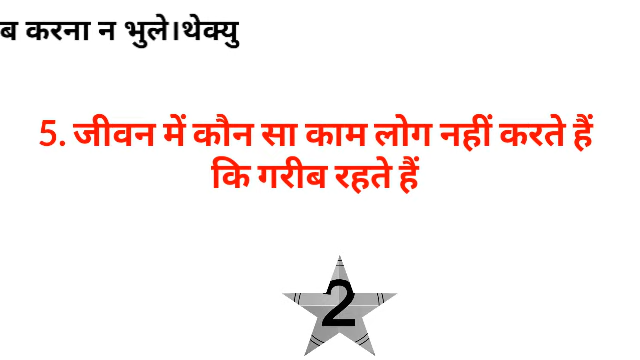 ब करना न भुले।थेक्यु
5. जीवन में कौन सा काम लोग नहीं करते हैं
कि गरीब रहते हैं
2